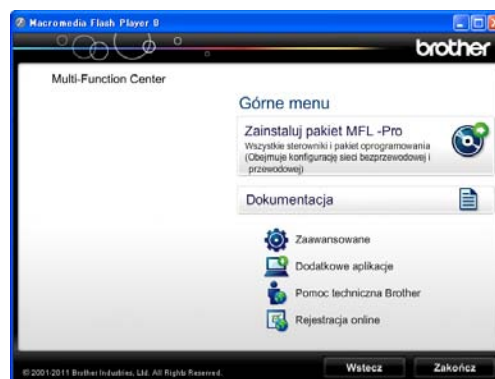 Macromedia Flash Player 8
brother
Multi-Function Center
Górne menu
Zainstaluj pakiet MFL -Pro
Wszystkie sterowniki i pakiet oprogramowania
(Obejmuje konfigurację sieci bezprzewodowej i
przewodowej)
Dokumentacja
Zaawansowane
Dodatkowe aplikacje
Pomoc techniczna Brother
Rejestracja online
© 2001-2011 Brother Industries, Ltd. All Rights Reserved.
Wstecz
Zakończ